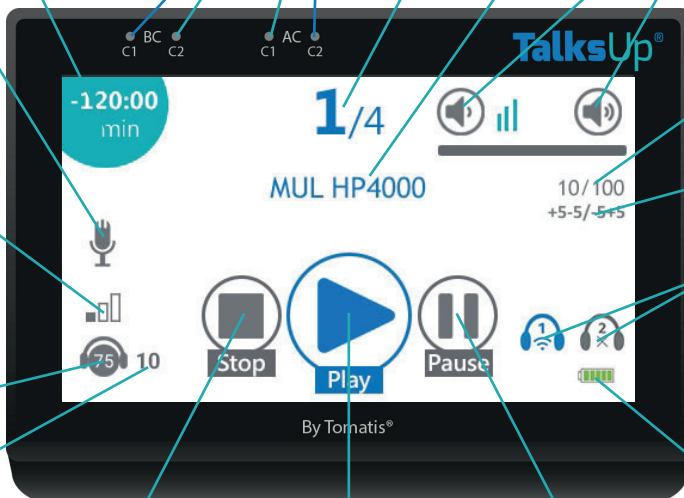 BC AC
C1 C2 C1 C2
TalksUp®
-120:00
min
1/4
MUL HP4000
10/100
+5-5/-5+5
75 10
1 2
Stop
Play
Pause
By Tomatis®